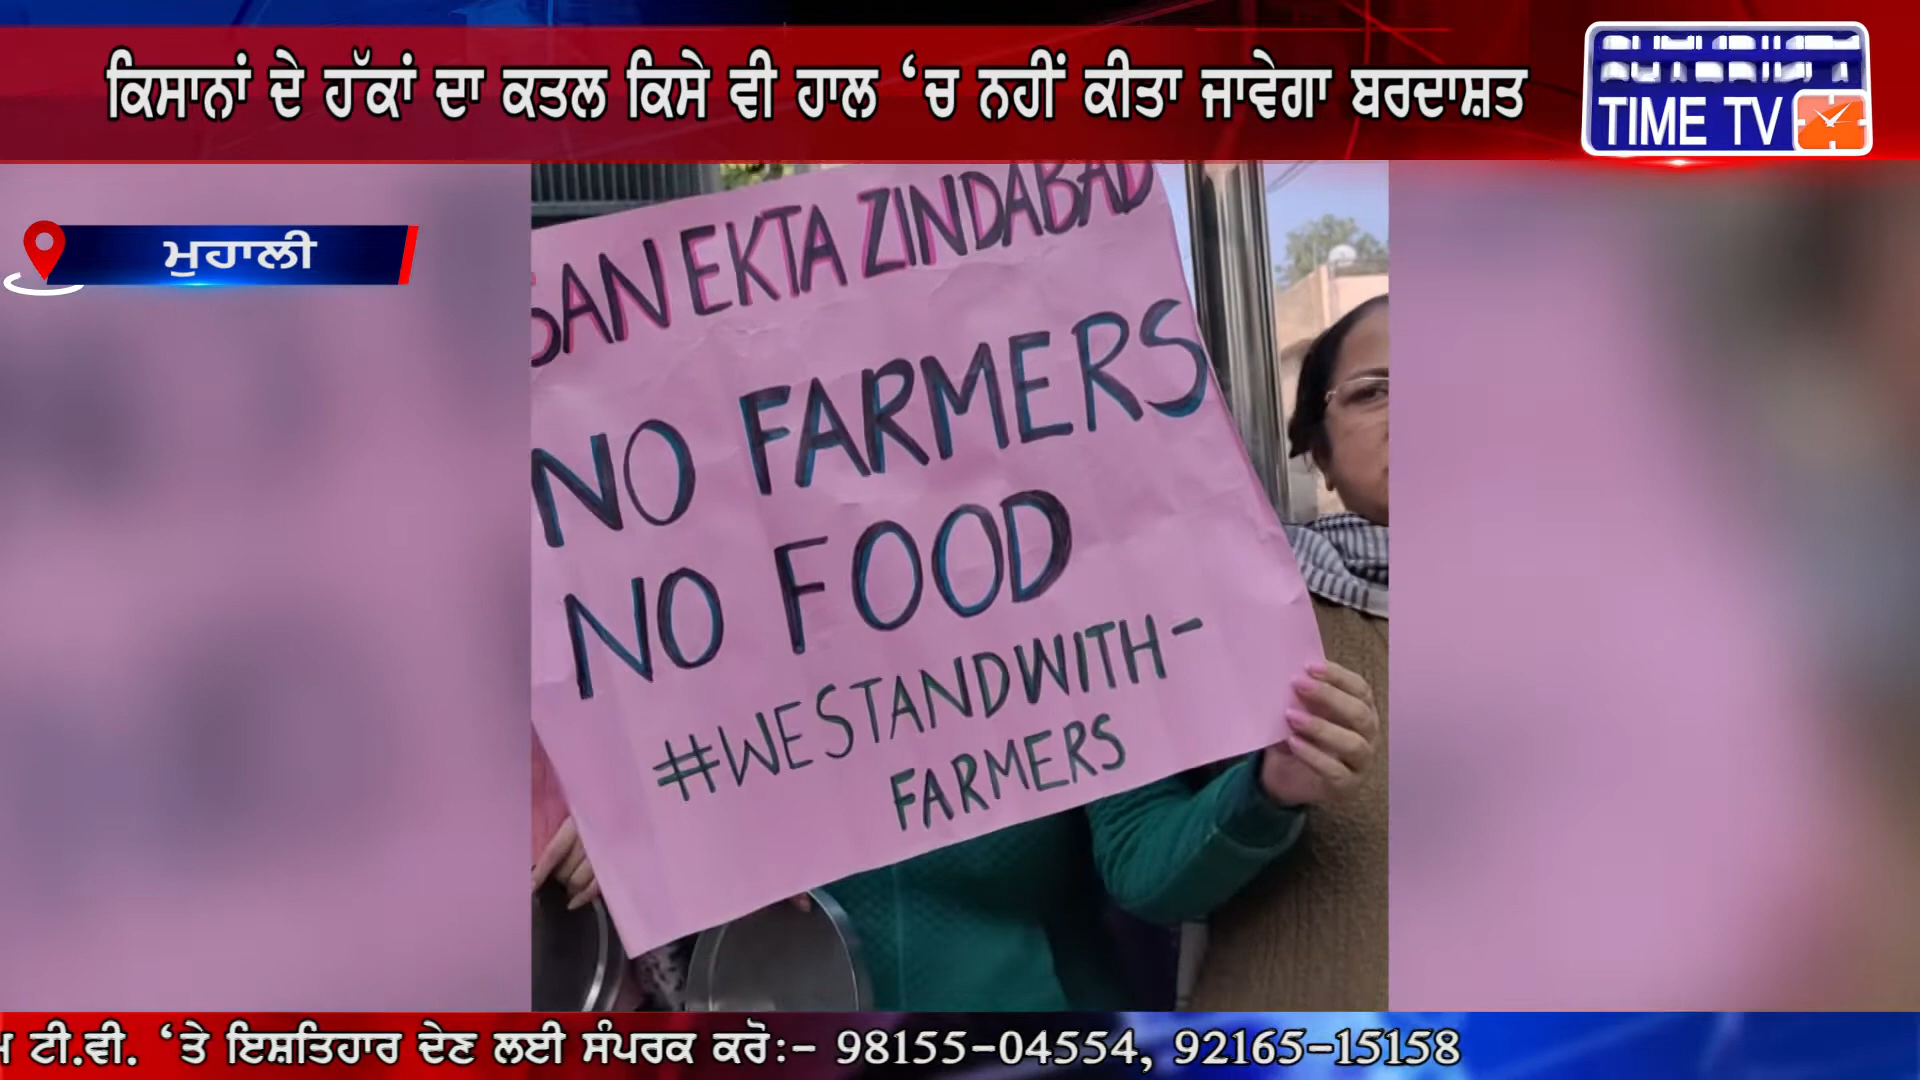 ਕਿਸਾਨਾਂ ਦੇ ਹੱਕਾਂ ਦਾ ਕਤਲ ਕਿਸੇ ਵੀ ਹਾਲ ‘ਚ ਨਹੀਂ ਕੀਤਾ ਜਾਵੇਗਾ ਬਰਦਾਸ਼ਤ
TIME TV
ਮੁਹਾਲੀ
SAN EKTA ZINDABAD
NO FARMERS
NO FOOD
#WESTANDWITH-
FARMERS
ਟੀ.ਵੀ. ‘ਤੇ ਇਸ਼ਤਿਹਾਰ ਦੇਣ ਲਈ ਸੰਪਰਕ ਕਰੋ:- 98155-04554, 92165-15158